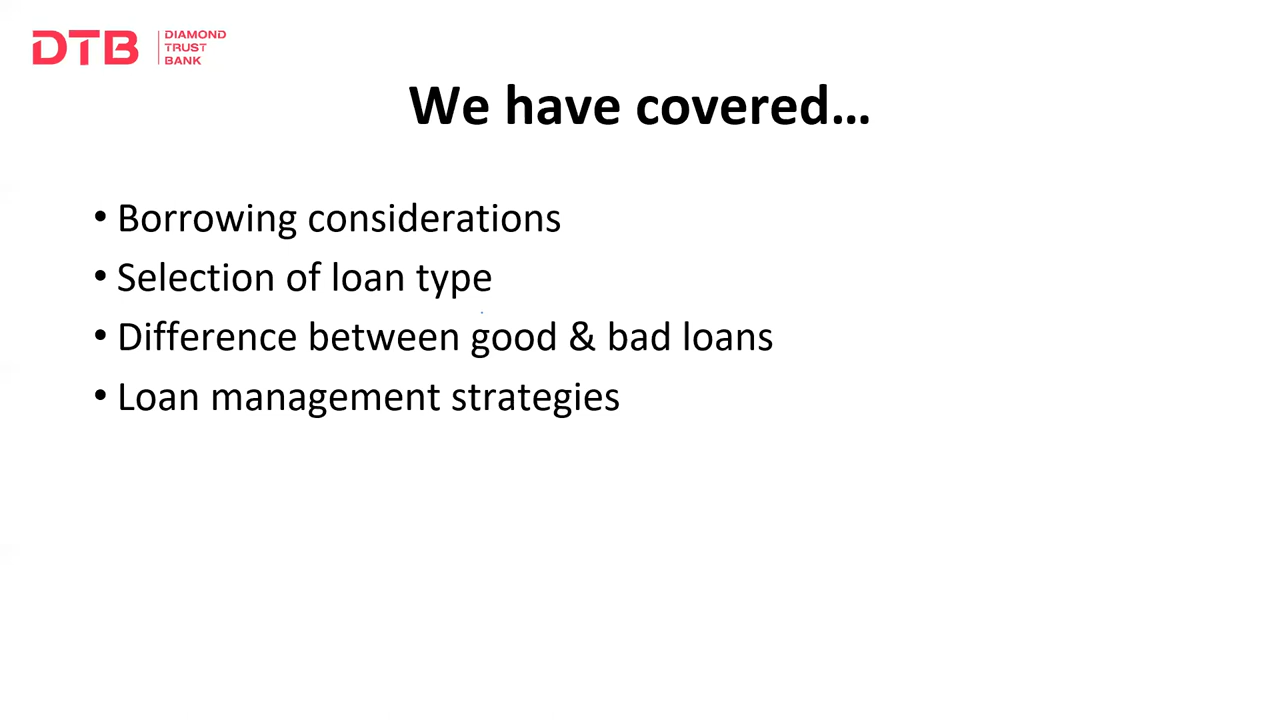 DTB
DIAMOND
TRUST
BANK
We have covered…
• Borrowing considerations
• Selection of loan type
• Difference between good & bad loans
• Loan management strategies